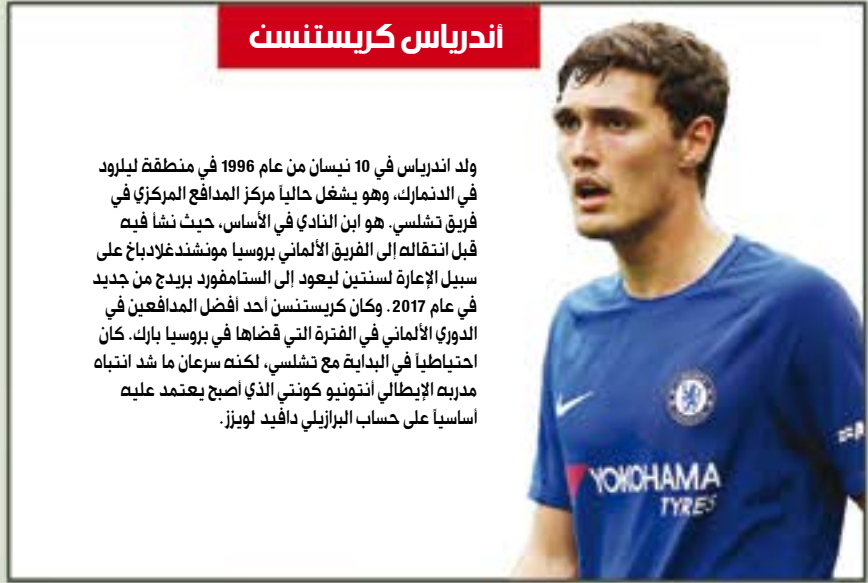 أندرياس كريستنسن
ولد اندرياس في 10 نيسان من عام 1996 في منطقة ليلرود
في الدنمارك، وهو يشغل حالياً مركز المدافع المركزي في
فريق تشلسي. هو ابن النادي في الأساس، حيث نشأ فيه
قبل انتقاله إلى الفريق الألماني بروسيا مونشندغلادباخ على
سبيل الإعارة لسنتين ليعود إلى الستامفورد بريدج من جديد
في عام 2017. وكان كريستنسن أحد أفضل المدافعين في
الدوري الألماني في الفترة التي قضاها في بروسيا بارك. كان
احتياطياً في البداية مع تشلسي، لكنه سرعان ما شد انتباه
مدربه الإيطالي أنتونيو كونتي الذي أصبح يعتمد عليه
أساسياً على حساب البرازيلي دافيد لويزز.
YOKOHAMA
TYRES